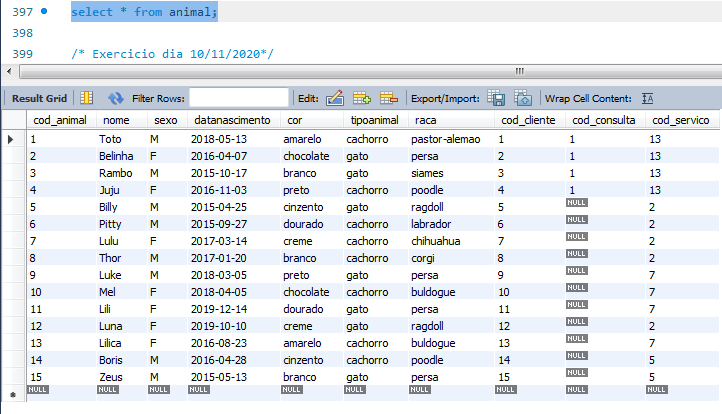 397 select * from animal;
398
399 /* Exercicio dia 10/11/2020*/
Result Grid Filter Rows: Edit: Export/Import: Wrap Cell Content:
cod_animal nome sexo datanascimento cor tipoanimal raca cod_cliente cod_consulta cod_servico
1 Toto M 2018-05-13 amarelo cachorro pastor-alemao 1 1 13
2 Belinha F 2016-04-07 chocolate gato persa 2 1 13
3 Rambo M 2015-10-17 branco gato siames 3 1 13
4 Juju F 2016-11-03 preto cachorro poodle 4 1 13
5 Billy M 2015-04-25 cinzento gato ragdoll 5 NULL 2
6 Pitty M 2015-09-27 dourado cachorro labrador 6 NULL 2
7 Lulu F 2017-03-14 creme cachorro chihuahua 7 NULL 2
8 Thor M 2017-01-20 branco cachorro corgi 8 NULL 2
9 Luke M 2018-03-05 preto gato persa 9 NULL 7
10 Mel F 2018-04-05 chocolate cachorro buldogue 10 NULL 7
11 Lili F 2019-12-14 dourado gato persa 11 NULL 7
12 Luna F 2019-10-10 creme gato ragdoll 12 NULL 2
13 Lilica F 2016-08-23 amarelo cachorro buldogue 13 NULL 7
14 Boris M 2016-04-28 cinzento cachorro poodle 14 NULL 5
15 Zeus M 2015-05-13 branco gato persa 15 NULL 5
NULL NULL NULL NULL NULL NULL NULL NULL NULL NULL